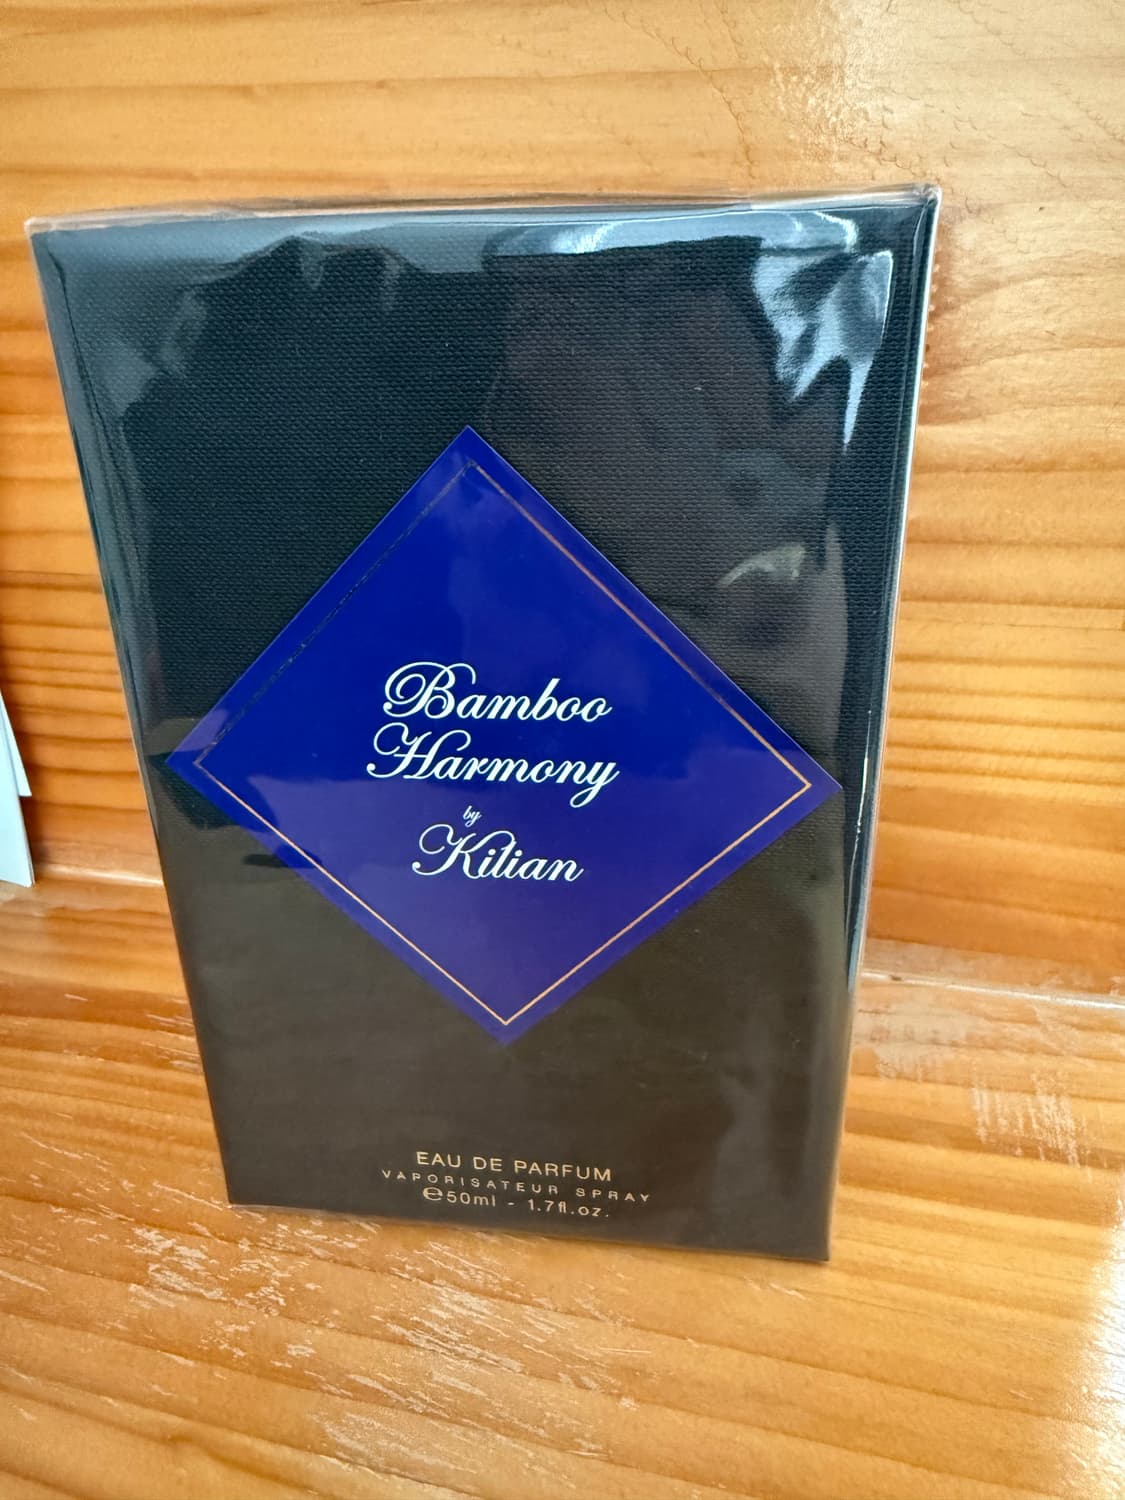 Bamboo
Harmony
by
Kilian
EAU DE PARFUM
VAPORISATEUR SPRAY
℮50ml - 1.7fl.oz.